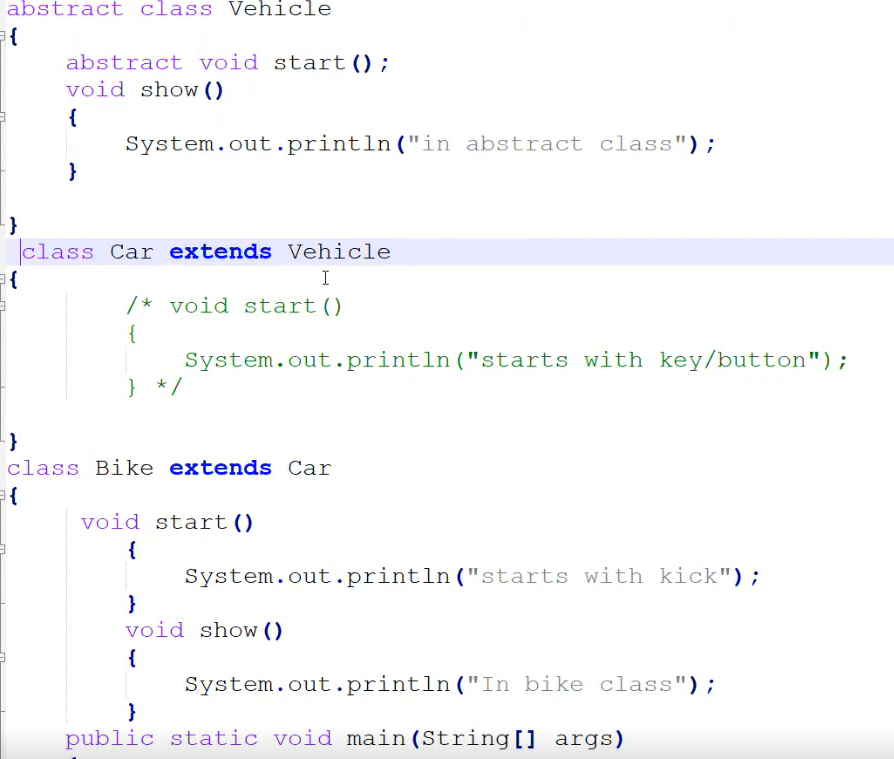 abstract class Vehicle
{
abstract void start();
void show()
{
System.out.println("in abstract class");
}
}
class Car extends Vehicle
{
/* void start()
{
System.out.println("starts with key/button");
} */
}
class Bike extends Car
{
void start()
{
System.out.println("starts with kick");
}
void show()
{
System.out.println("In bike class");
}
public static void main(String[] args)
{